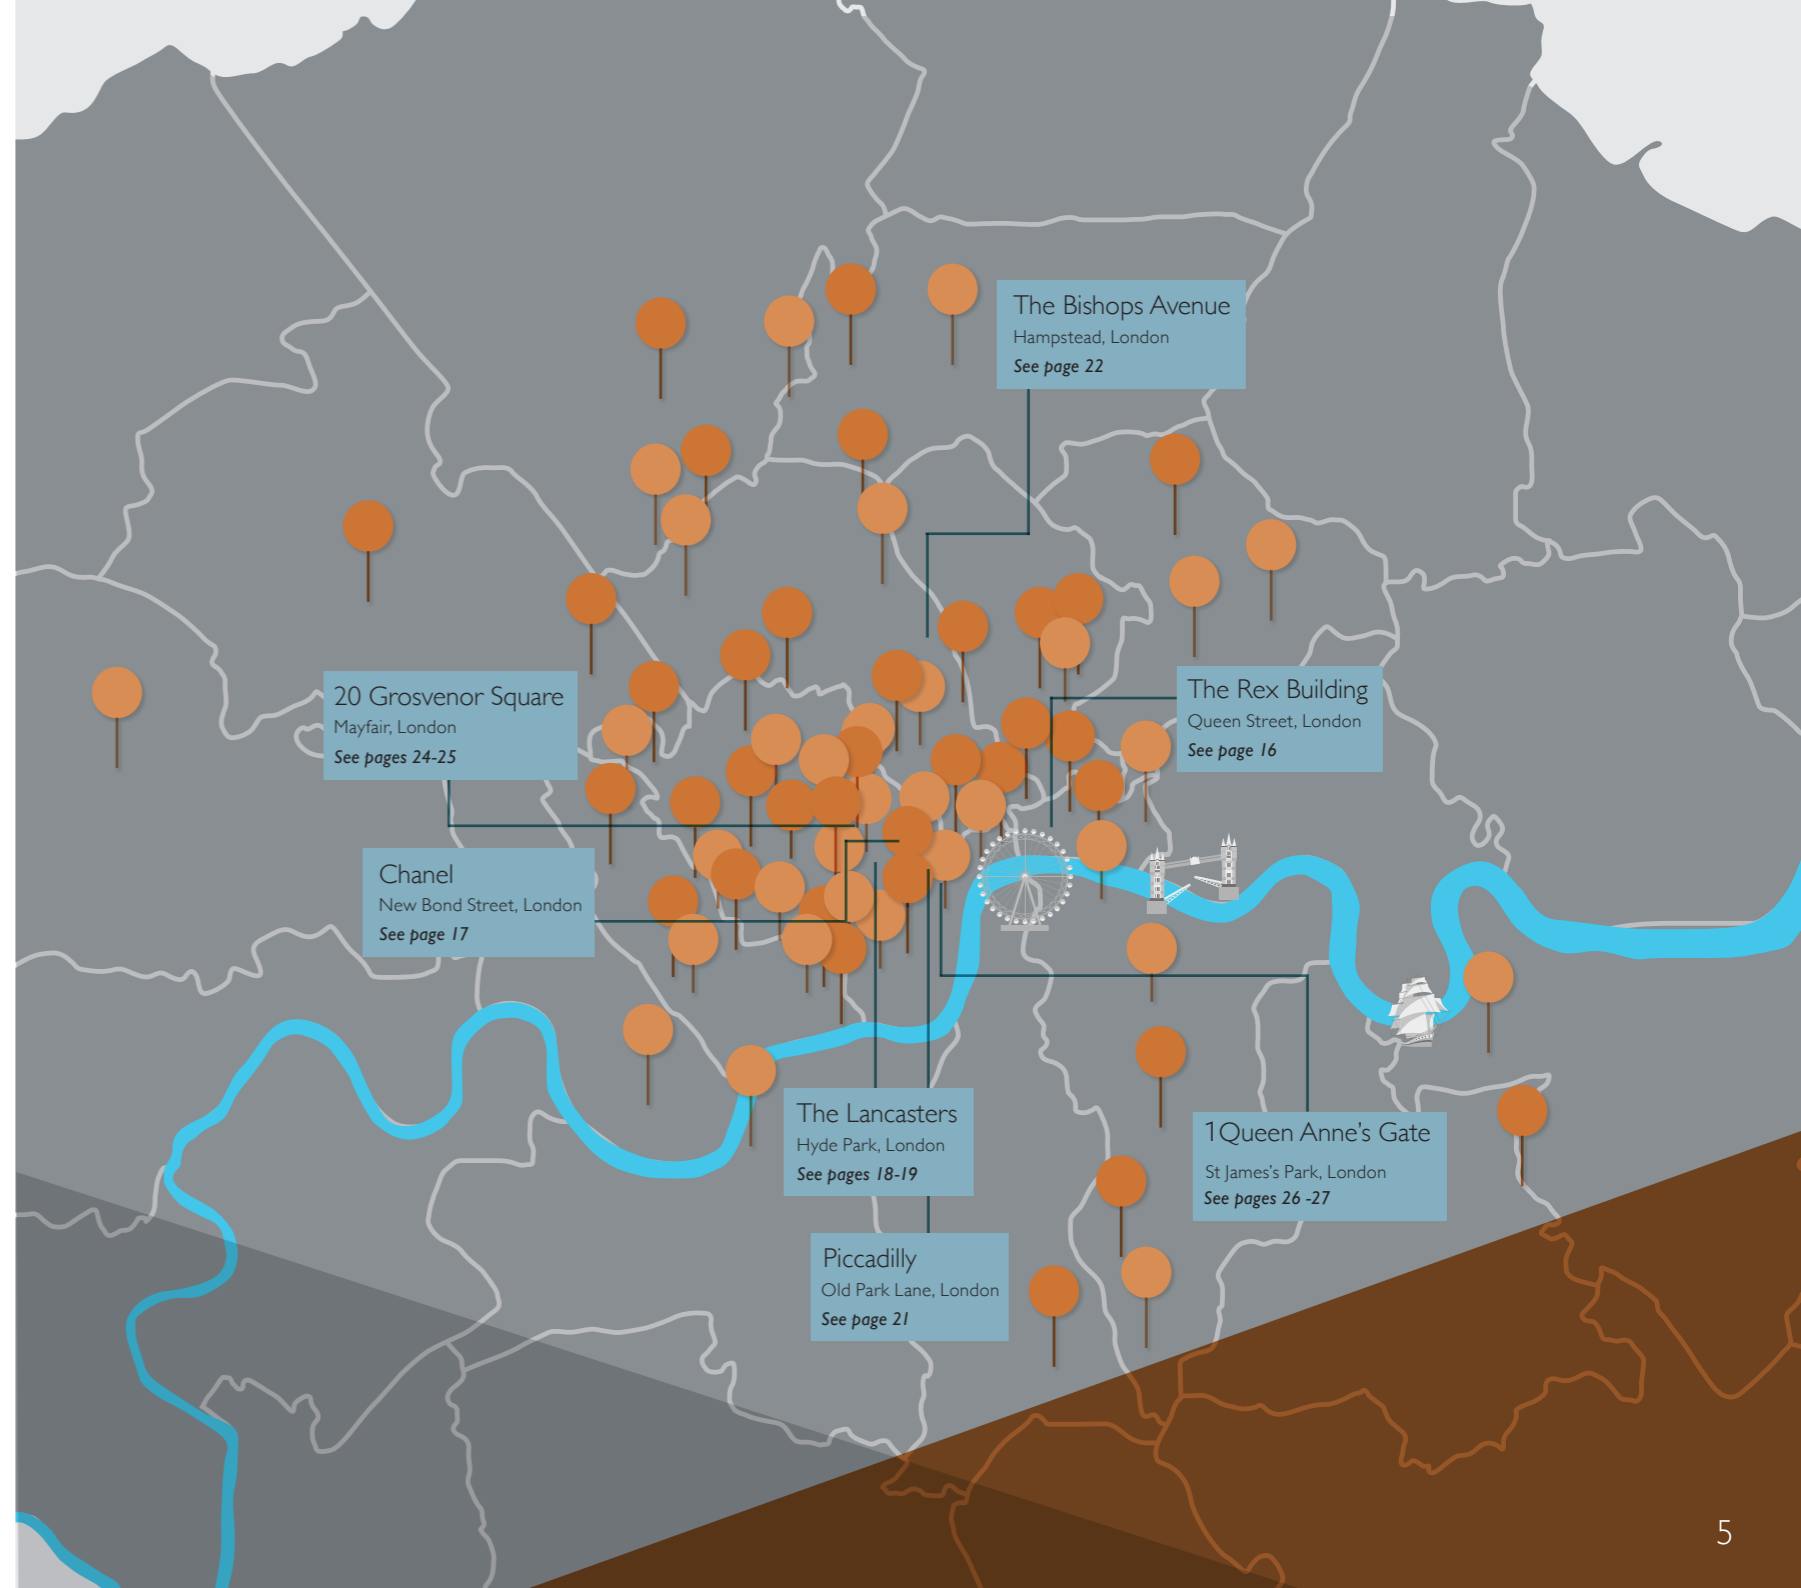 The Bishops Avenue
Hampstead, London
See page 22
20 Grosvenor Square
Mayfair, London
See pages 24-25
The Rex Building
Queen Street, London
See page 16
Chanel
New Bond Street, London
See page 17
The Lancasters
Hyde Park, London
See pages 18-19
1Queen Anne’s Gate
St James’s Park, London
See pages 26 -27
Piccadilly
Old Park Lane, London
See page 21
5